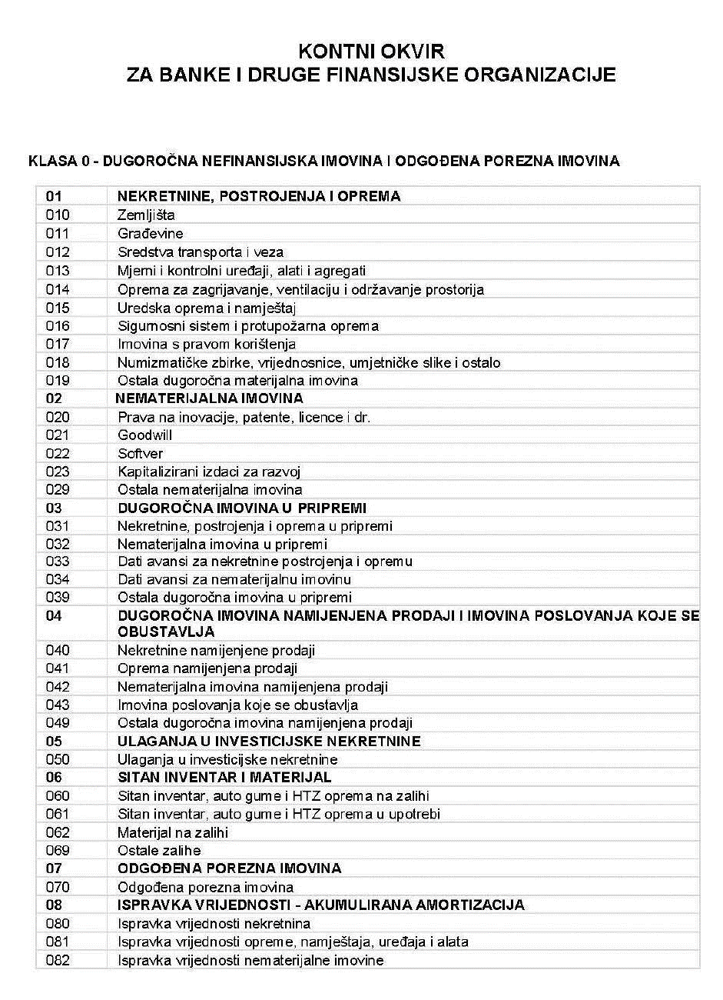 KONTNI OKVIR
ZA BANKE I DRUGE FINANSIJSKE ORGANIZACIJE
KLASA 0 - DUGOROČNA NEFINANSIJSKA IMOVINA I ODGOĐENA POREZNA IMOVINA
01 NEKRETNINE, POSTROJENJA I OPREMA
010 Zemljišta
011 Građevine
012 Sredstva transporta i veza
013 Mjerni i kontrolni uređaji, alati i agregati
014 Oprema za zagrijavanje, ventilaciju i održavanje prostorija
015 Uredska oprema i namještaj
016 Sigurnosni sistem i protupožarna oprema
017 Imovina s pravom korištenja
018 Numizmatičke zbirke, vrijednosnice, umjetničke slike i ostalo
019 Ostala dugoročna materijalna imovina
02 NEMATERIJALNA IMOVINA
020 Prava na inovacije, patente, licence i dr.
021 Goodwill
022 Softver
023 Kapitalizirani izdaci za razvoj
029 Ostala nematerijalna imovina
03 DUGOROČNA IMOVINA U PRIPREMI
031 Nekretnine, postrojenja i oprema u pripremi
032 Nematerijalna imovina u pripremi
033 Dati avansi za nekretnine postrojenja i opremu
034 Dati avansi za nematerijalnu imovinu
039 Ostala dugoročna imovina u pripremi
04 DUGOROČNA IMOVINA NAMIJENJENA PRODAJI I IMOVINA POSLOVANJA KOJE SE
OBUSTAVLJA
040 Nekretnine namijenjene prodaji
041 Oprema namijenjena prodaji
042 Nematerijalna imovina namijenjena prodaji
043 Imovina poslovanja koje se obustavlja
049 Ostala dugoročna imovina namijenjena prodaji
05 ULAGANJA U INVESTICIJSKE NEKRETNINE
050 Ulaganja u investicijske nekretnine
06 SITAN INVENTAR I MATERIJAL
060 Sitan inventar, auto gume i HTZ oprema na zalihi
061 Sitan inventar, auto gume i HTZ oprema u upotrebi
062 Materijal na zalihi
069 Ostale zalihe
07 ODGOĐENA POREZNA IMOVINA
070 Odgođena porezna imovina
08 ISPRAVKA VRIJEDNOSTI - AKUMULIRANA AMORTIZACIJA
080 Ispravka vrijednosti nekretnina
081 Ispravka vrijednosti opreme, namještaja, uređaja i alata
082 Ispravka vrijednosti nematerijalne imovine